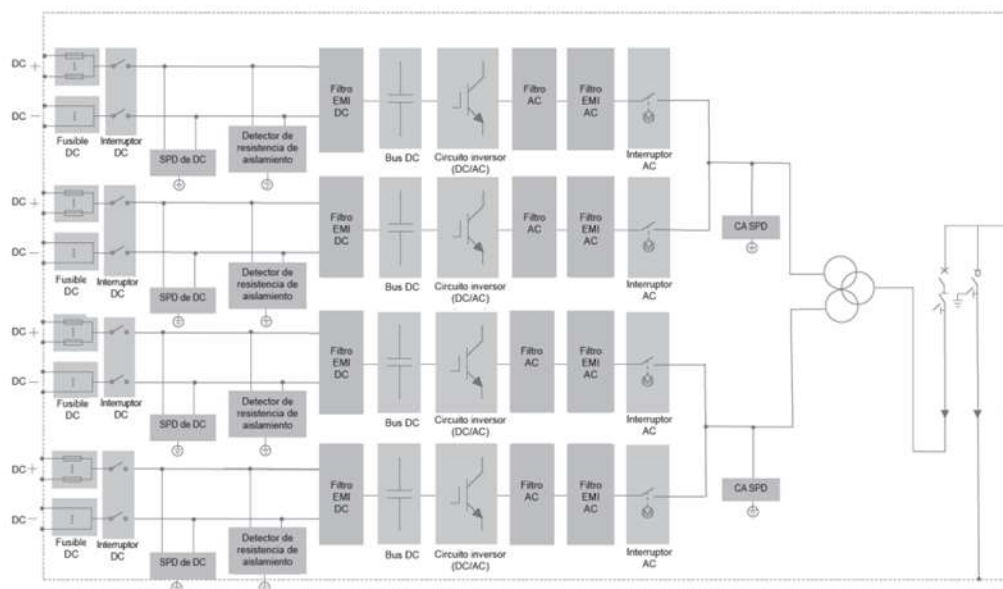 DC +
DC —
Fusible
DC
Interruptor
DC
SPD de DC
Detector de
resistencia de
aislamiento
Filtro
EMI
DC
Bus DC
Circuito inversor
(DC/AC)
Filtro
AC
Filtro
EMI
AC
M
Interruptor
AC
DC +
DC —
Fusible
DC
Interruptor
DC
SPD de DC
Detector de
resistencia de
aislamiento
Filtro
EMI
DC
Bus DC
Circuito inversor
(DC/AC)
Filtro
AC
Filtro
EMI
AC
M
Interruptor
AC
CA SPD
DC +
DC —
Fusible
DC
Interruptor
DC
SPD de DC
Detector de
resistencia de
aislamiento
Filtro
EMI
DC
Bus DC
Circuito inversor
(DC/AC)
Filtro
AC
Filtro
EMI
AC
M
Interruptor
AC
DC +
DC —
Fusible
DC
Interruptor
DC
SPD de DC
Detector de
resistencia de
aislamiento
Filtro
EMI
DC
Bus DC
Circuito inversor
(DC/AC)
Filtro
AC
Filtro
EMI
AC
M
Interruptor
AC
CA SPD